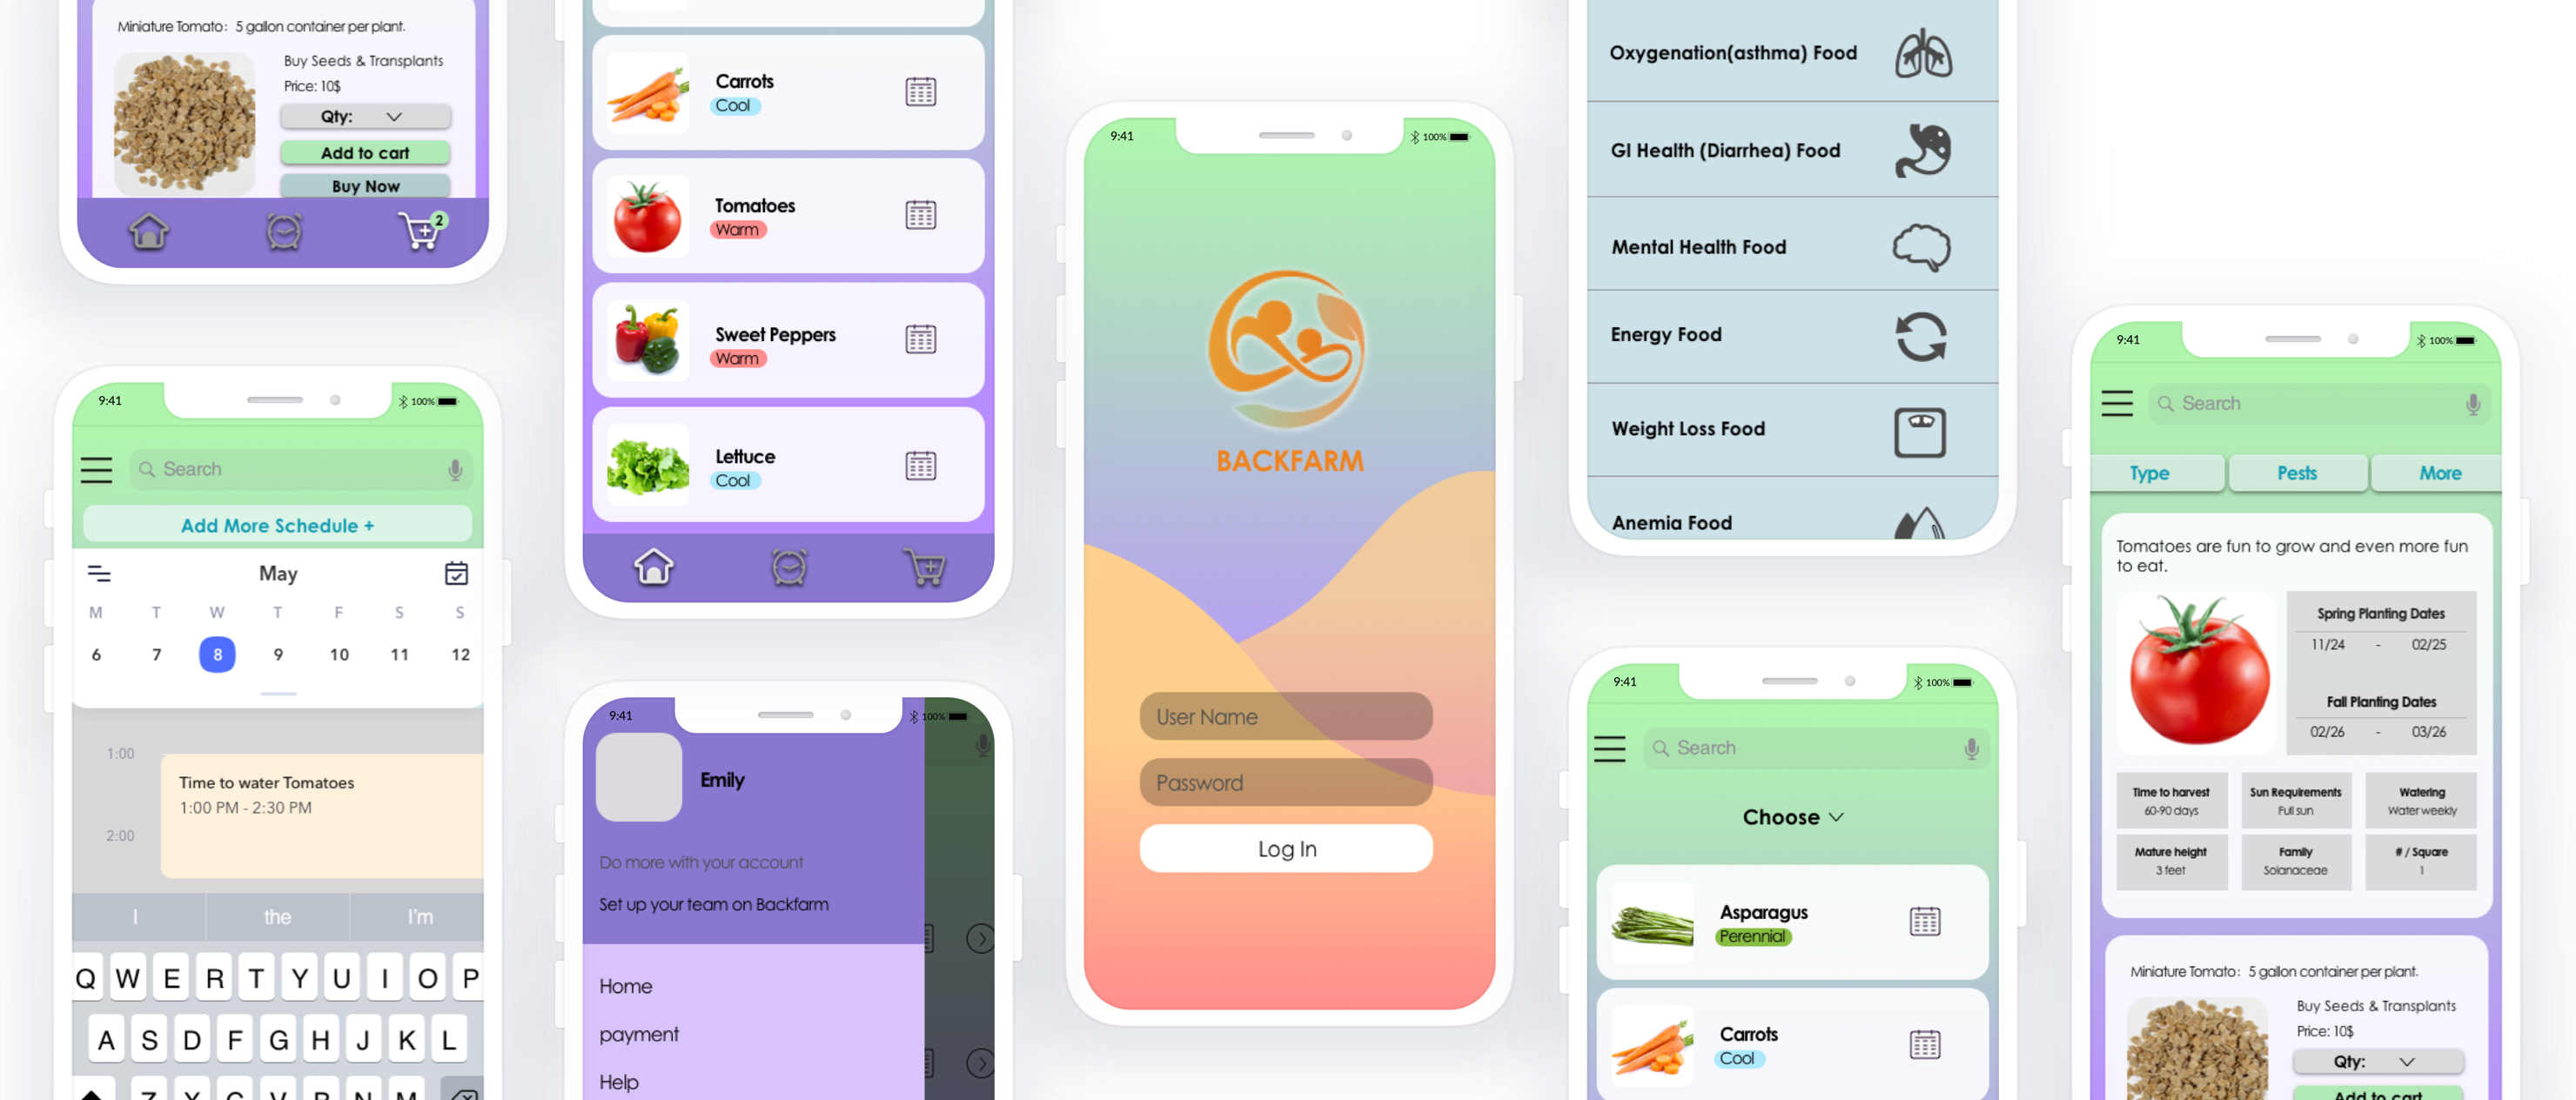 Miniature Tomato: 5 gallon container per plant.
Buy Seeds & Transplants
Price: 10$
Qty:
Add to cart
Buy Now
2
9:41
100%
Search
Add More Schedule +
May
M T W T F S S
6 7 8 9 10 11 12
1:00
Time to water Tomatoes
1:00 PM - 2:30 PM
2:00
I the I'm
Q W E R T Y U I O P
A S D F G H J K L
Z X C V B N M
Carrots
Cool
Tomatoes
Warm
Sweet Peppers
Warm
Lettuce
Cool
9:41
100%
Emily
Do more with your account
Set up your team on Backfarm
Home
payment
Help
9:41
100%
BACKFARM
User Name
Password
Log In
Oxygenation(asthma) Food
GI Health (Diarrhea) Food
Mental Health Food
Energy Food
Weight Loss Food
Anemia Food
9:41
100%
Search
Choose
Asparagus
Perennial
Carrots
Cool
9:41
100%
Search
Type Pests More
Tomatoes are fun to grow and even more fun
to eat.
Spring Planting Dates
11/24 - 02/25
Fall Planting Dates
02/26 - 03/26
Time to harvest
60-90 days
Sun Requirements
Full sun
Watering
Water weekly
Mature height
3 feet
Family
Solanaceae
# / Square
1
Miniature Tomato: 5 gallon container per plant.
Buy Seeds & Transplants
Price: 10$
Qty:
Add to cart